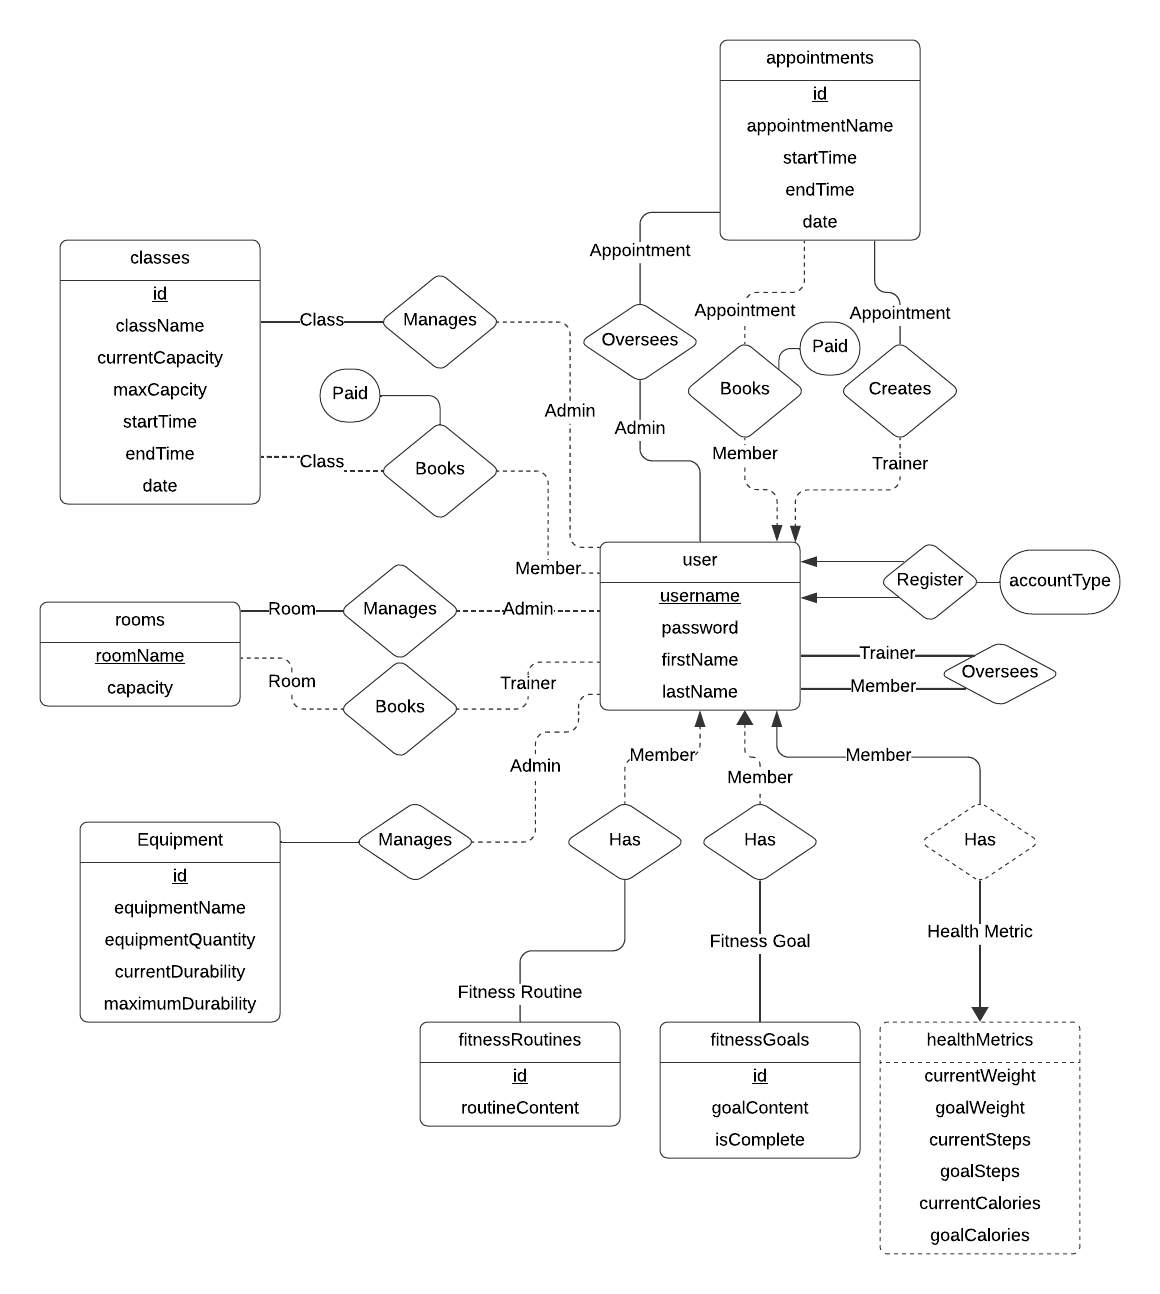 appointments
id
appointmentName
startTime
endTime
date
Appointment
Oversees
Admin
Appointment
Books
Paid
Member
Appointment
Creates
Trainer
classes
id
className
currentCapacity
maxCapcity
startTime
endTime
date
Class
Manages
Admin
Paid
Class
Books
Member
user
username
password
firstName
lastName
Register
accountType
Trainer
Member
Oversees
rooms
roomName
capacity
Room
Manages
Admin
Room
Books
Trainer
Equipment
id
equipmentName
equipmentQuantity
currentDurability
maximumDurability
Manages
Admin
Member
Has
Fitness Routine
fitnessRoutines
id
routineContent
Member
Has
Fitness Goal
fitnessGoals
id
goalContent
isComplete
Member
Has
Health Metric
healthMetrics
currentWeight
goalWeight
currentSteps
goalSteps
currentCalories
goalCalories